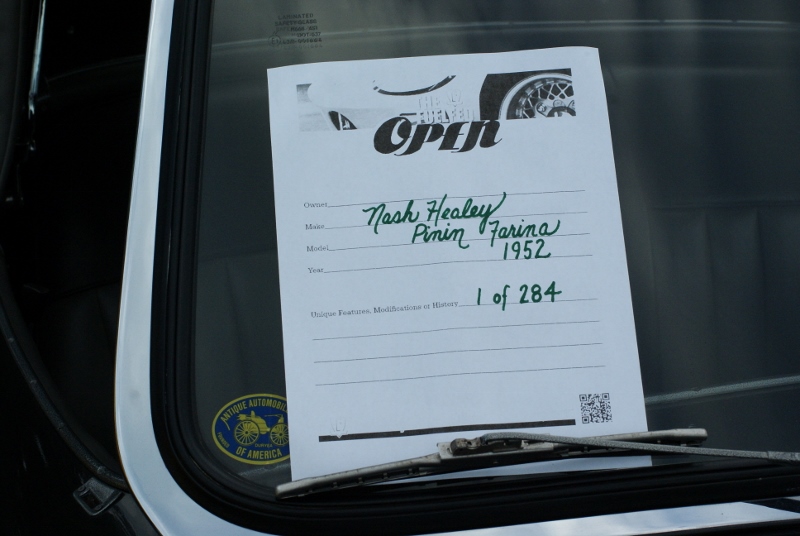 FUELFED
OPEN
Owner
Make Nash Healey
Model Pinin Farina
Year 1952
Unique Features, Modifications or History 1 of 284
ANTIQUE AUTOMOBILE
OF AMERICA